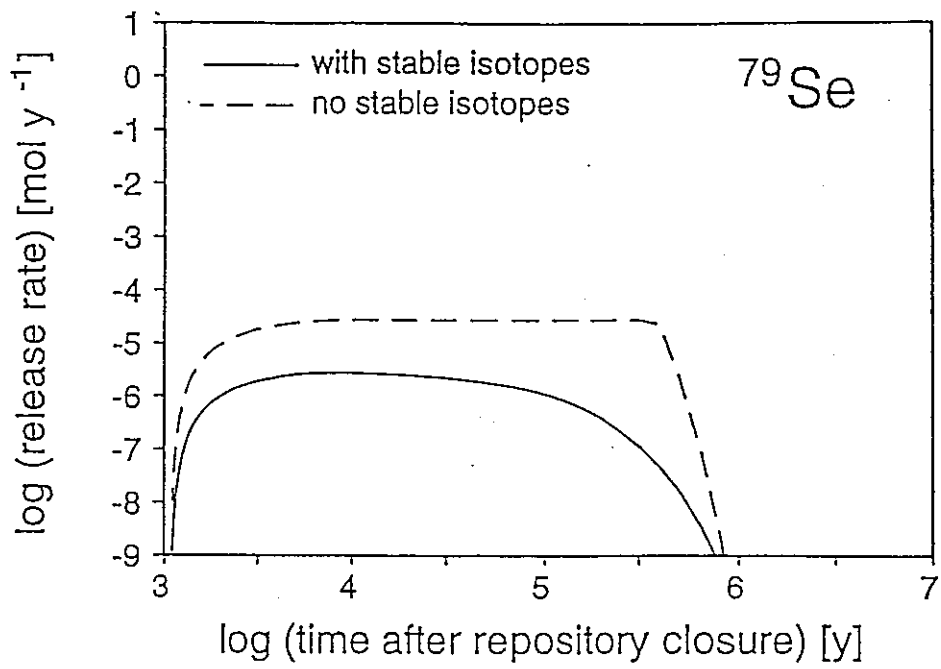 with stable isotopes
no stable isotopes
⁷⁹Se
log (release rate) [mol y⁻¹]
1
0
-1
-2
-3
-4
-5
-6
-7
-8
-9
3 4 5 6 7
log (time after repository closure) [y]